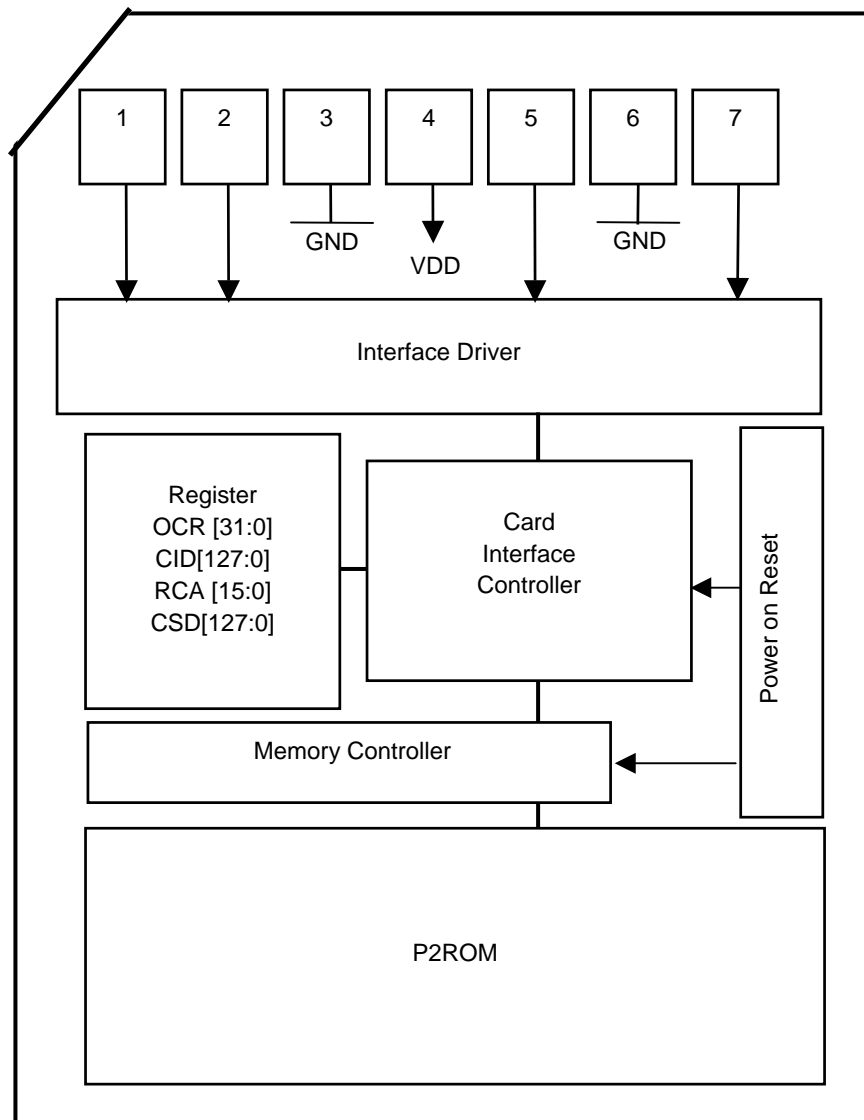 1 2 3 4 5 6 7
GND
VDD
GND
Interface Driver
Register
OCR [31:0]
CID[127:0]
RCA [15:0]
CSD[127:0]
Card
Interface
Controller
Power on Reset
Memory Controller
P2ROM